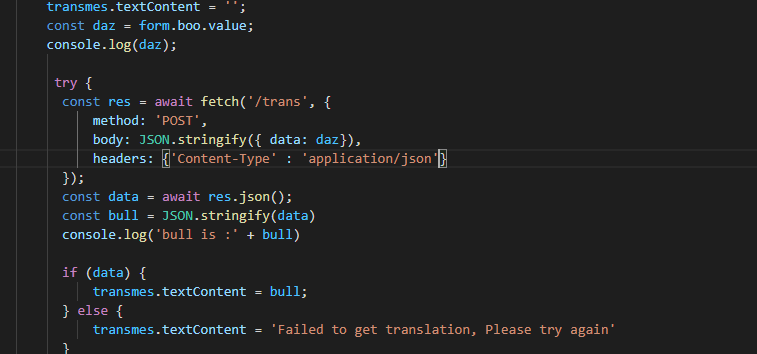 transmes.textContent = '';
const daz = form.boo.value;
console.log(daz);
try {
const res = await fetch('/trans', {
method: 'POST',
body: JSON.stringify({ data: daz}),
headers: {'Content-Type' : 'application/json'}
});
const data = await res.json();
const bull = JSON.stringify(data)
console.log('bull is :' + bull)
if (data) {
transmes.textContent = bull;
} else {
transmes.textContent = 'Failed to get translation, Please try again'
}